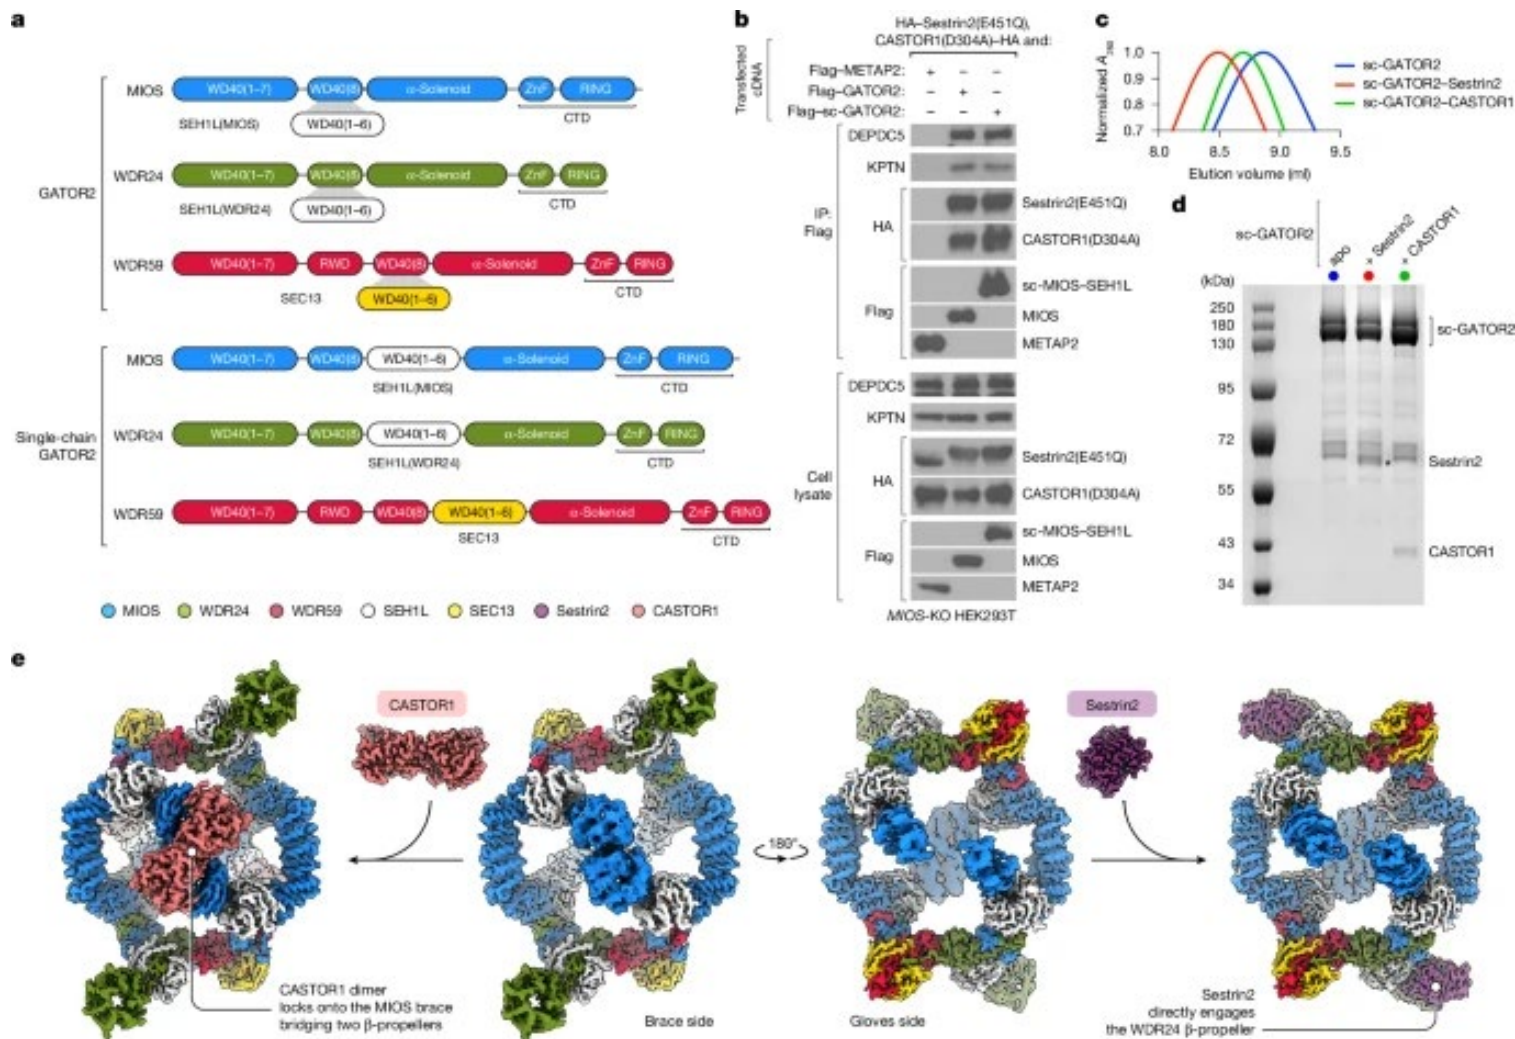 a
GATOR2
MIOS
WD40(1–7)
WD40(8)
α-Solenoid
ZnF
RING
SEH1L(MIOS)
WD40(1–6)
CTD
WDR24
WD40(1–7)
WD40(8)
α-Solenoid
ZnF
RING
SEH1L(WDR24)
WD40(1–6)
CTD
WDR59
WD40(1–7)
RWD
WD40(8)
α-Solenoid
ZnF
RING
SEC13
WD40(1–6)
CTD
Single-chain
GATOR2
MIOS
WD40(1–7)
WD40(8)
WD40(1–6)
α-Solenoid
ZnF
RING
SEH1L(MIOS)
CTD
WDR24
WD40(1–7)
WD40(8)
WD40(1–6)
α-Solenoid
ZnF
RING
SEH1L(WDR24)
CTD
WDR59
WD40(1–7)
RWD
WD40(8)
WD40(1–6)
α-Solenoid
ZnF
RING
SEC13
CTD
MIOS
WDR24
WDR59
SEH1L
SEC13
Sestrin2
CASTOR1
b
HA–Sestrin2(E451Q),
CASTOR1(D304A)–HA and:
Transfected
cDNA
Flag–METAP2: + – –
Flag–GATOR2: – + –
Flag–sc-GATOR2: – – +
IP:
Flag
DEPDC5
KPTN
HA
Sestrin2(E451Q)
CASTOR1(D304A)
Flag
sc-MIOS–SEH1L
MIOS
METAP2
Cell
lysate
DEPDC5
KPTN
HA
Sestrin2(E451Q)
CASTOR1(D304A)
Flag
sc-MIOS–SEH1L
MIOS
METAP2
MIOS-KO HEK293T
c
Normalized A280
1.0
0.9
0.8
0.7
8.0
8.5
9.0
9.5
Elution volume (ml)
sc-GATOR2
sc-GATOR2–Sestrin2
sc-GATOR2–CASTOR1
d
sc-GATOR2
apo
× Sestrin2
× CASTOR1
(kDa)
250
180
130
95
72
55
43
34
sc-GATOR2
Sestrin2
CASTOR1
e
CASTOR1
180°
Sestrin2
CASTOR1 dimer
locks onto the MIOS brace
bridging two β-propellers
Brace side
Gloves side
Sestrin2
directly engages
the WDR24 β-propeller